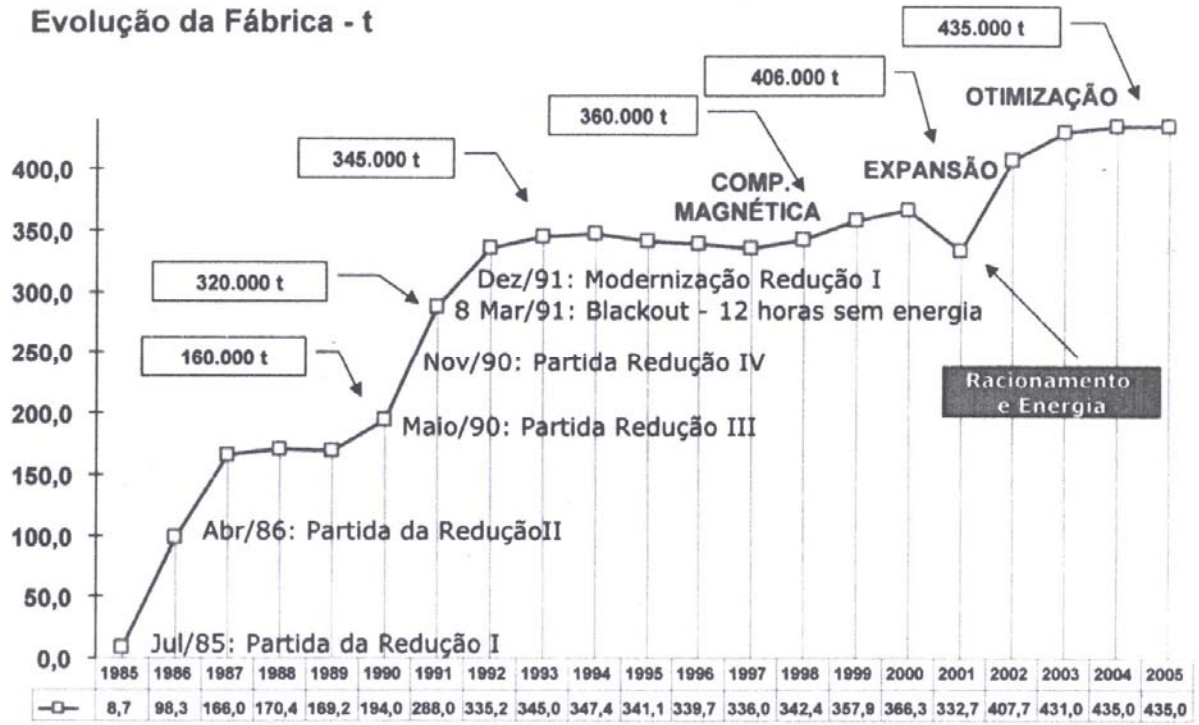 Evolução da Fábrica - t
435.000 t
406.000 t
OTIMIZAÇÃO
360.000 t
345.000 t
EXPANSÃO
COMP.
MAGNÉTICA
400,0
350,0
320.000 t
Dez/91: Modernização Redução I
300,0
8 Mar/91: Blackout - 12 horas sem energia
160.000 t
250,0
Nov/90: Partida Redução IV
Racionamento
e Energia
200,0
Maio/90: Partida Redução III
150,0
100,0
Abr/86: Partida da ReduçãoII
50,0
Jul/85: Partida da Redução I
0,0
1985 1986 1987 1988 1989 1990 1991 1992 1993 1994 1995 1996 1997 1998 1999 2000 2001 2002 2003 2004 2005
8,7 98,3 166,0 170,4 169,2 194,0 288,0 335,2 345,0 347,4 341,1 339,7 336,0 342,4 357,9 366,3 332,7 407,7 431,0 435,0 435,0